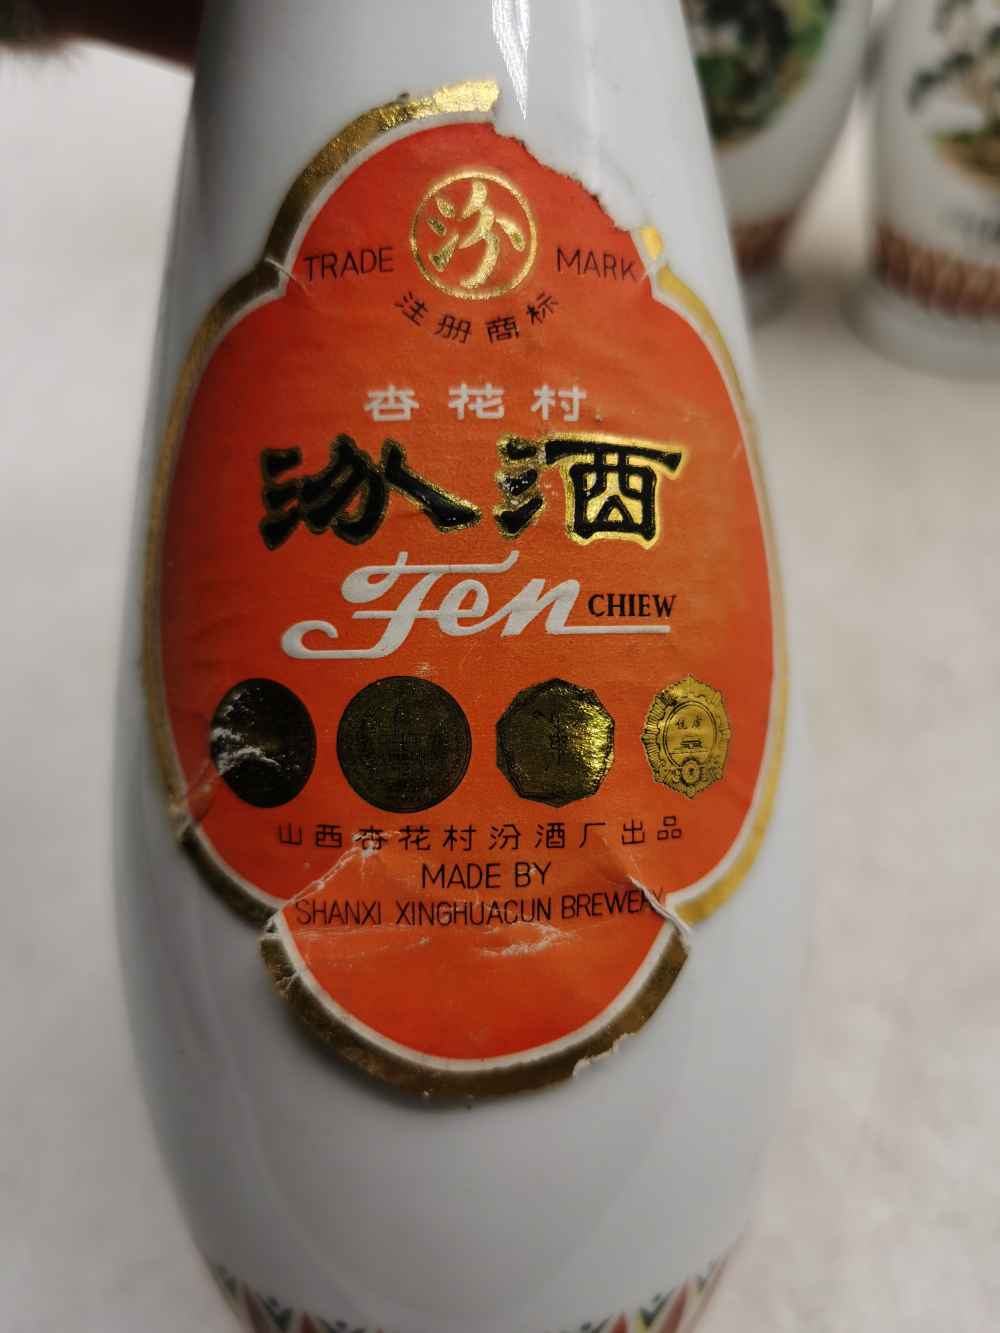 汾
TRADE MARK
注册商标
杏花村
汾酒
Fen CHIEW
山西杏花村汾酒厂出品
MADE BY
SHANXI XINGHUACUN BREWERY